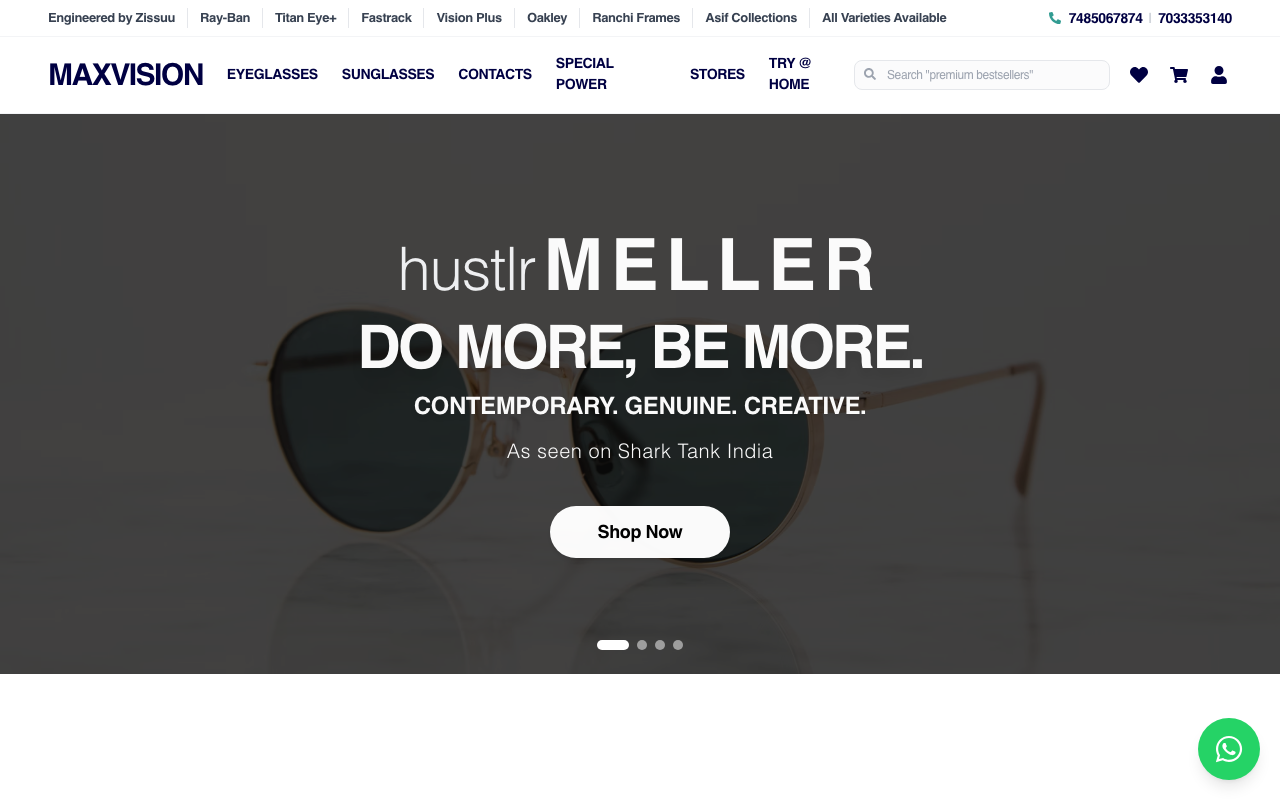 Engineered by Zissuu Ray-Ban Titan Eye+ Fastrack Vision Plus Oakley Ranchi Frames Asif Collections All Varieties Available 7485067874 | 7033353140
MAXVISION EYEGLASSES SUNGLASSES CONTACTS SPECIAL POWER STORES TRY @ HOME Search "premium bestsellers"
hustlr MELLER
DO MORE, BE MORE.
CONTEMPORARY. GENUINE. CREATIVE.
As seen on Shark Tank India
Shop Now